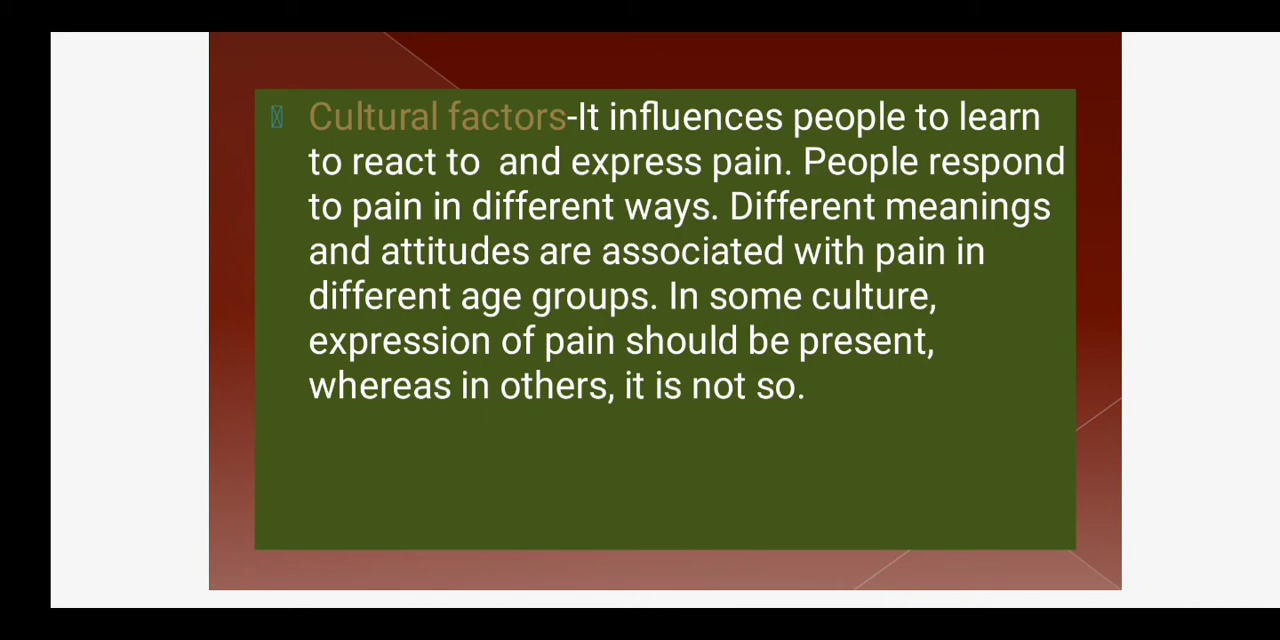 Cultural factors-It influences people to learn
to react to  and express pain. People respond
to pain in different ways. Different meanings
and attitudes are associated with pain in
different age groups. In some culture,
expression of pain should be present,
whereas in others, it is not so.